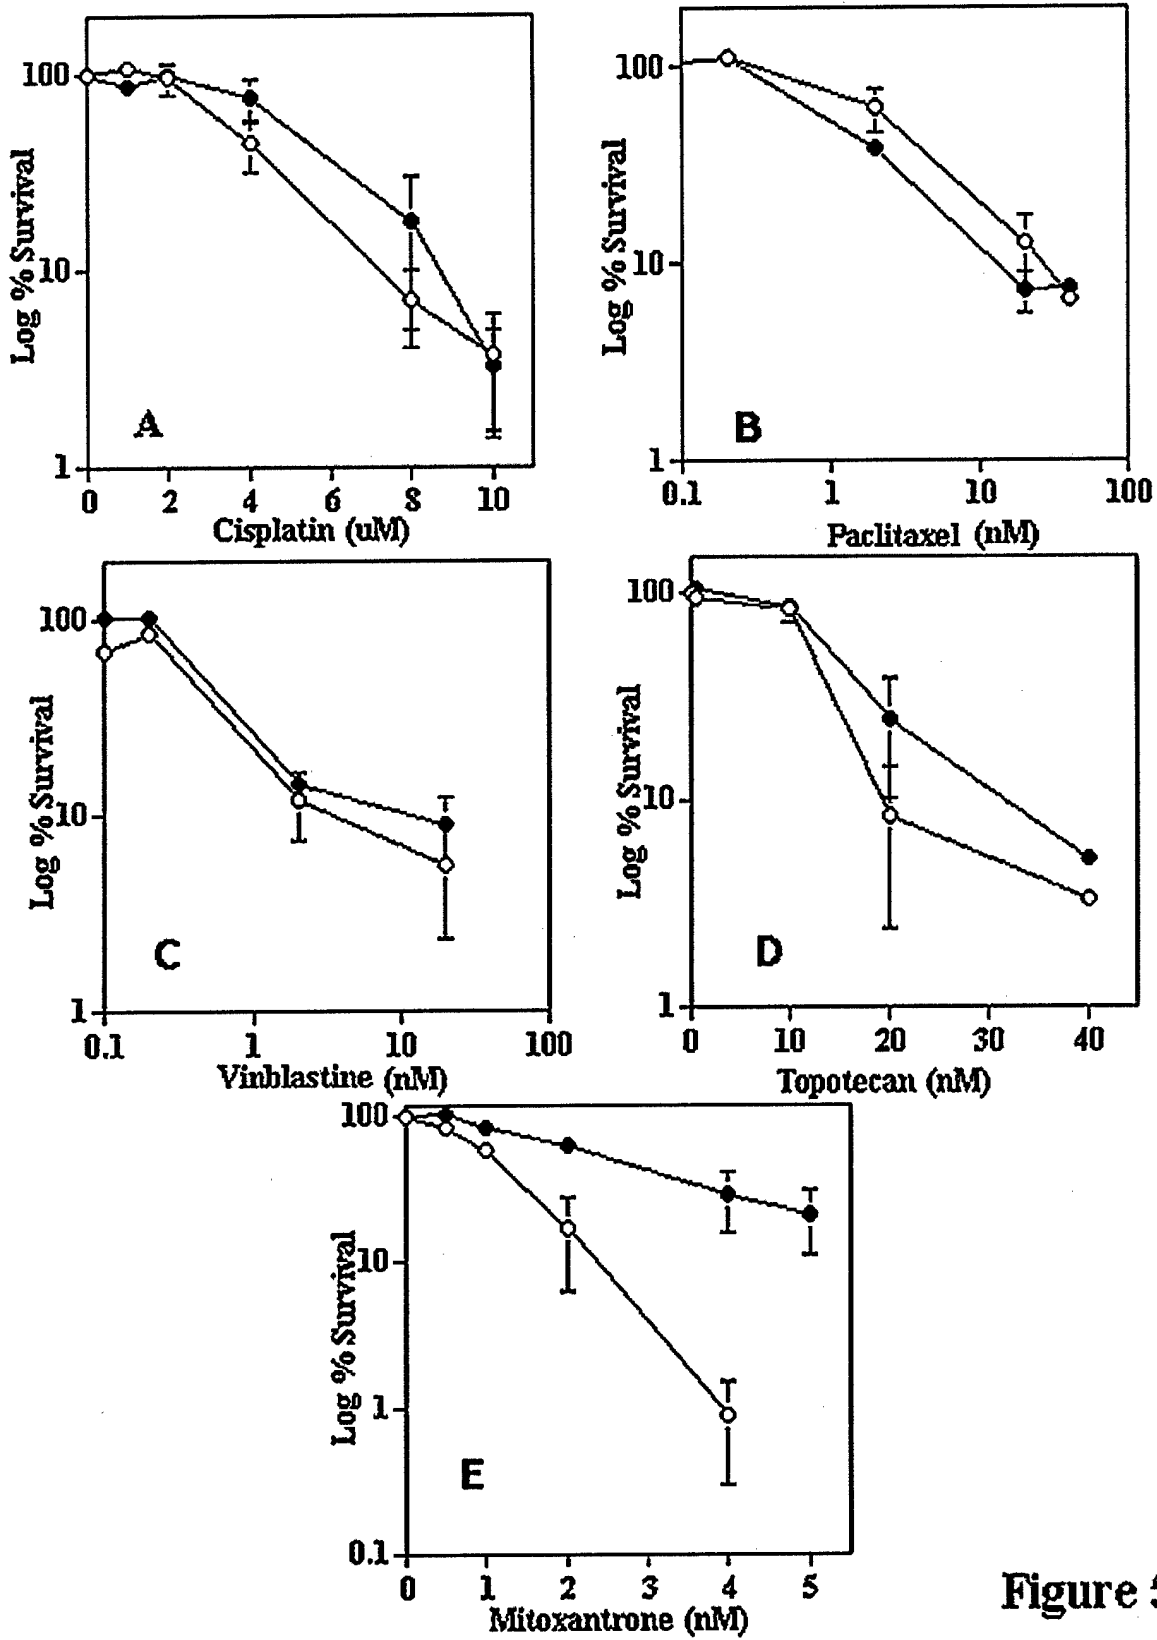 100
10
1
Log % Survival
A
0 2 4 6 8 10
Cisplatin (uM)
100
10
1
Log % Survival
B
0.1 1 10 100
Paclitaxel (nM)
100
10
1
Log % Survival
C
0.1 1 10 100
Vinblastine (nM)
100
10
1
Log % Survival
D
0 10 20 30 40
Topotecan (nM)
100
10
1
0.1
Log % Survival
E
0 1 2 3 4 5
Mitoxantrone (nM)
Figure